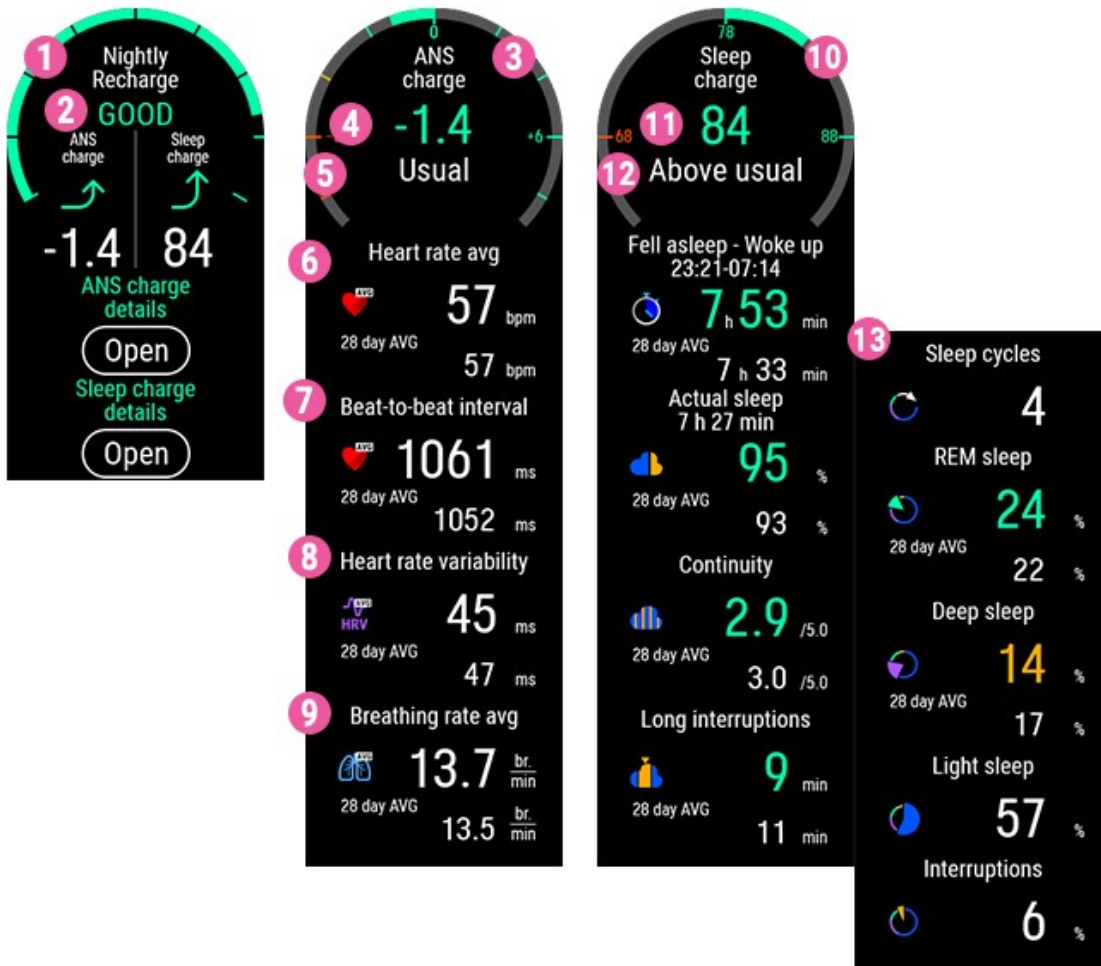 1
Nightly
Recharge
2
GOOD
ANS
charge
Sleep
charge
-1.4
84
ANS charge
details
Open
Sleep charge
details
Open
0
3
ANS
charge
4
-1.4
+6
5
Usual
6
Heart rate avg
AVG
57 bpm
28 day AVG
57 bpm
7
Beat-to-beat interval
AVG
1061 ms
28 day AVG
1052 ms
8
Heart rate variability
AVG
HRV
45 ms
28 day AVG
47 ms
9
Breathing rate avg
AVG
13.7 br.
min
28 day AVG
13.5 br.
min
78
10
Sleep
charge
68
11
84
88
12
Above usual
Fell asleep - Woke up
23:21-07:14
7 h 53 min
28 day AVG
7 h 33 min
Actual sleep
7 h 27 min
95 %
28 day AVG
93 %
Continuity
2.9 /5.0
28 day AVG
3.0 /5.0
Long interruptions
9 min
28 day AVG
11 min
13
Sleep cycles
4
REM sleep
24 %
28 day AVG
22 %
Deep sleep
14 %
28 day AVG
17 %
Light sleep
57 %
Interruptions
6 %